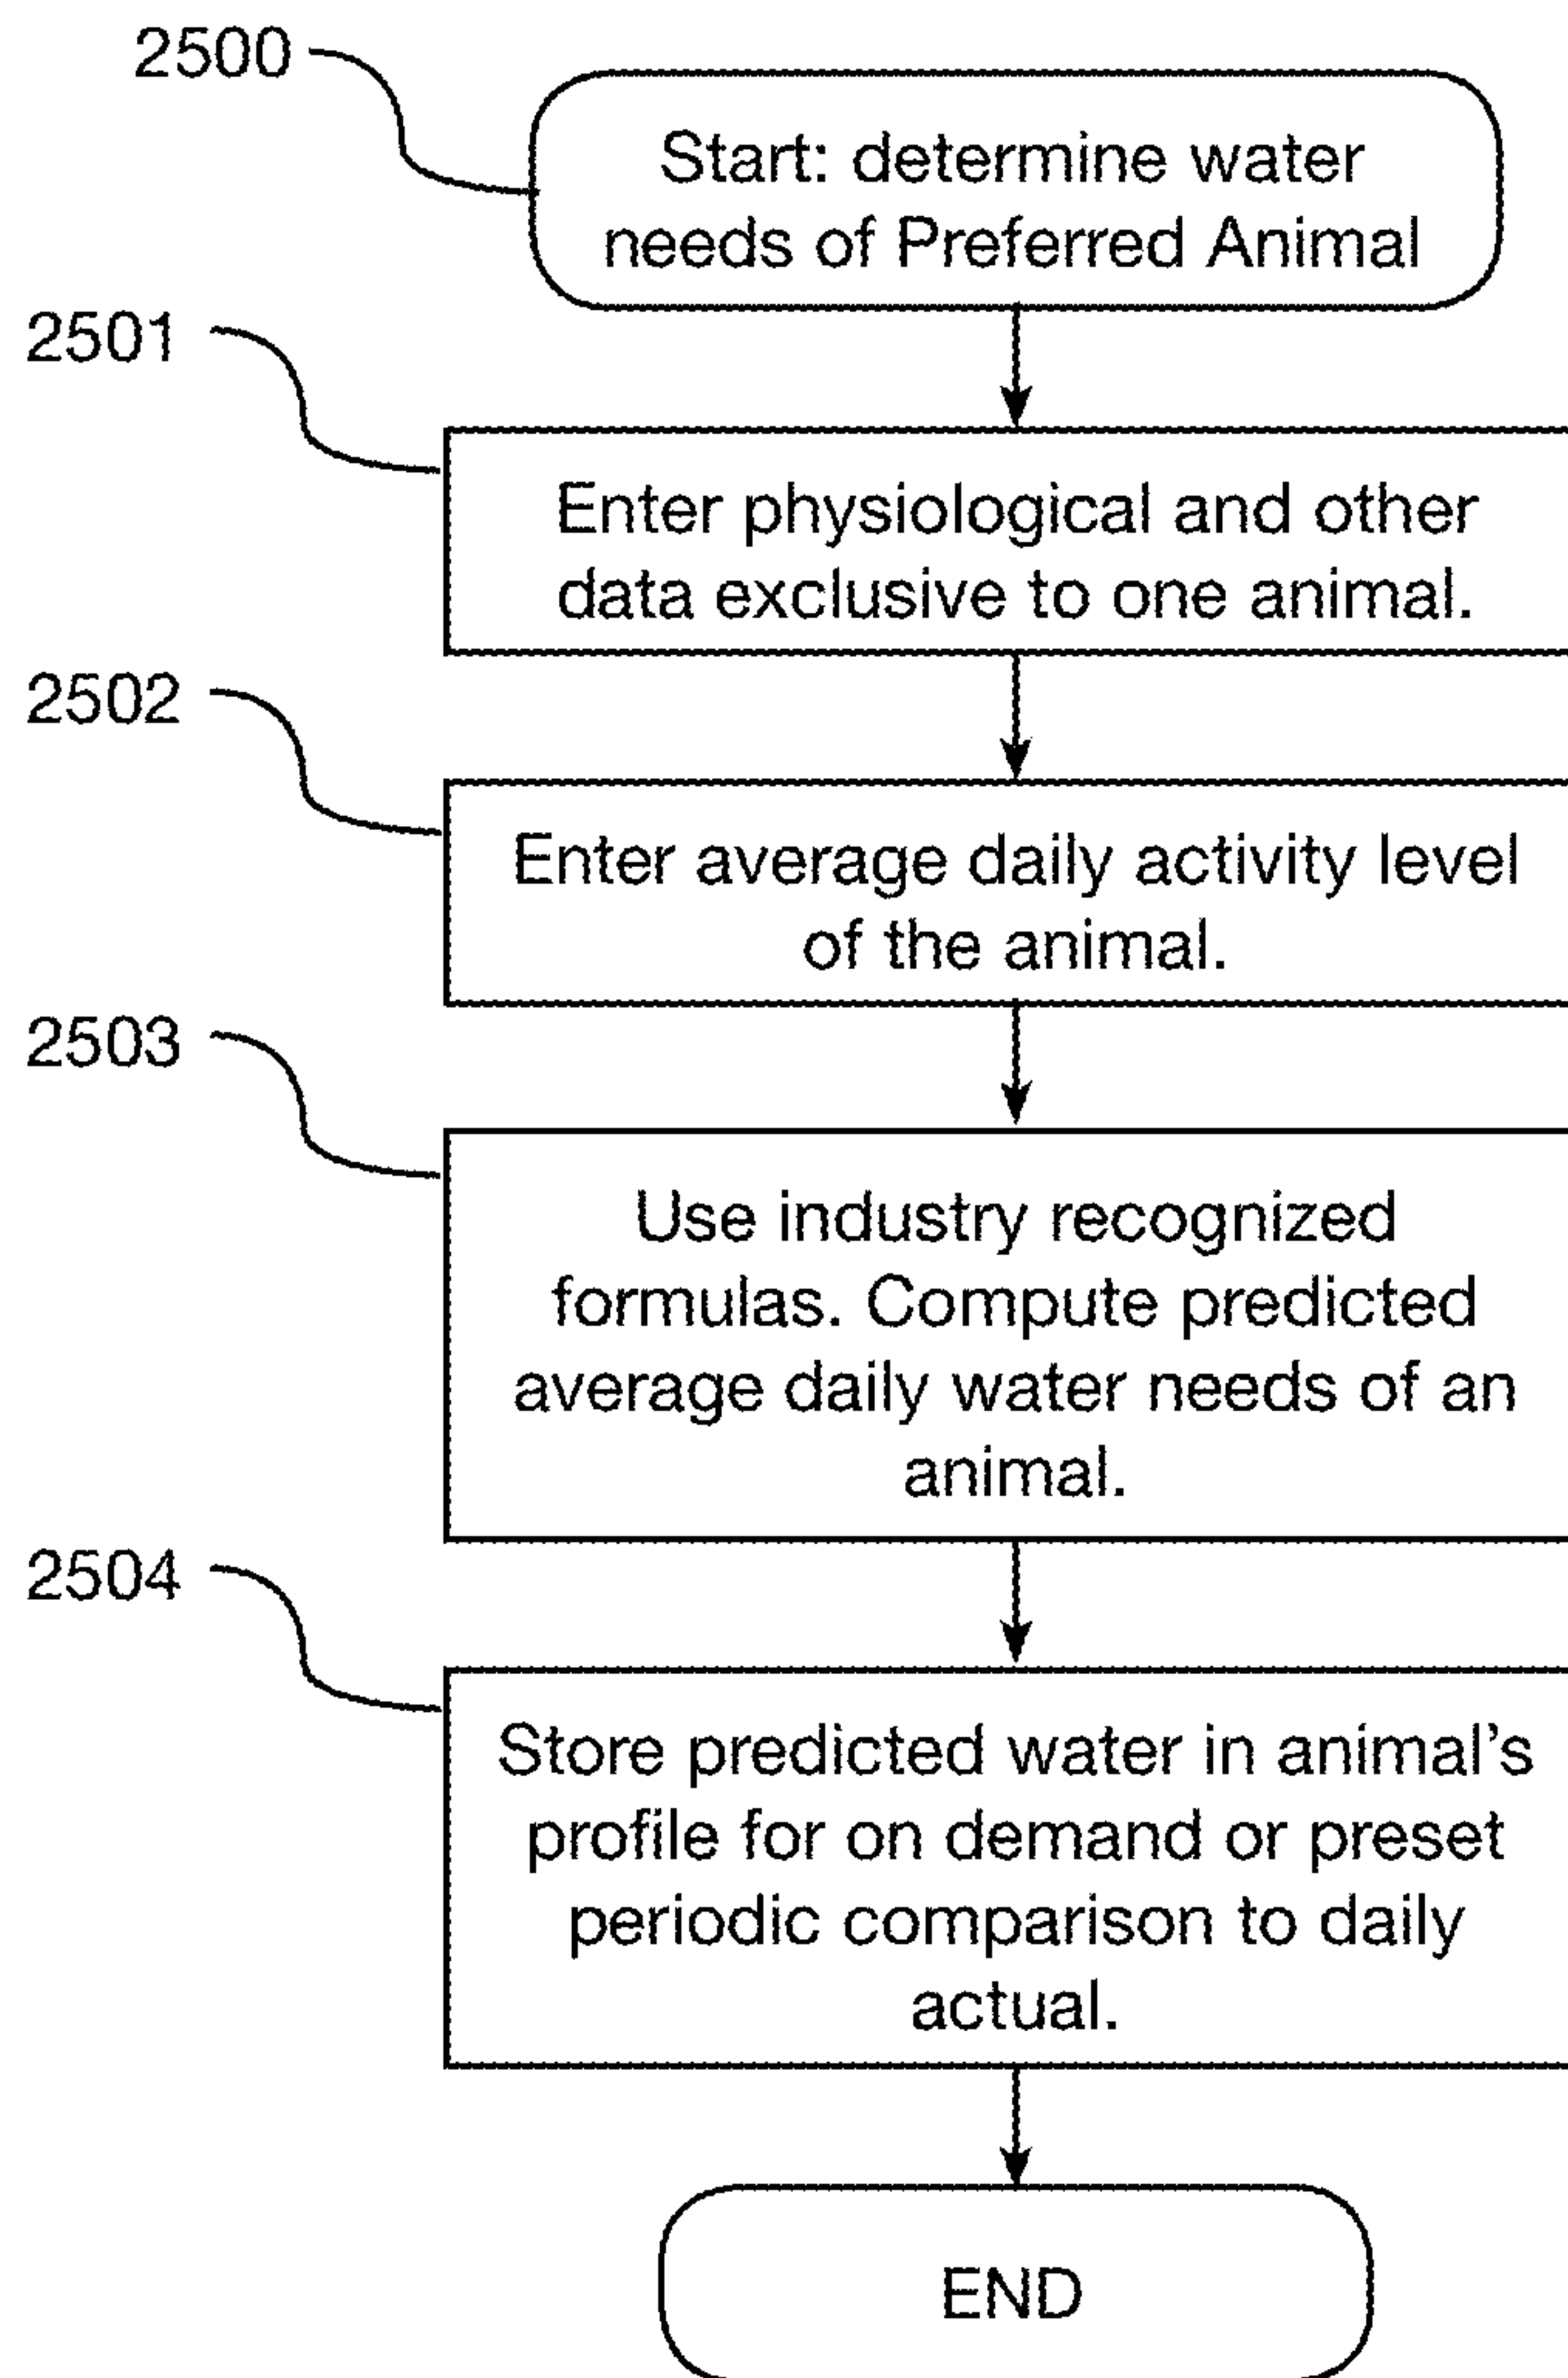 2500
Start: determine water
needs of Preferred Animal
2501
Enter physiological and other
data exclusive to one animal.
2502
Enter average daily activity level
of the animal.
2503
Use industry recognized
formulas. Compute predicted
average daily water needs of an
animal.
2504
Store predicted water in animal’s
profile for on demand or preset
periodic comparison to daily
actual.
END